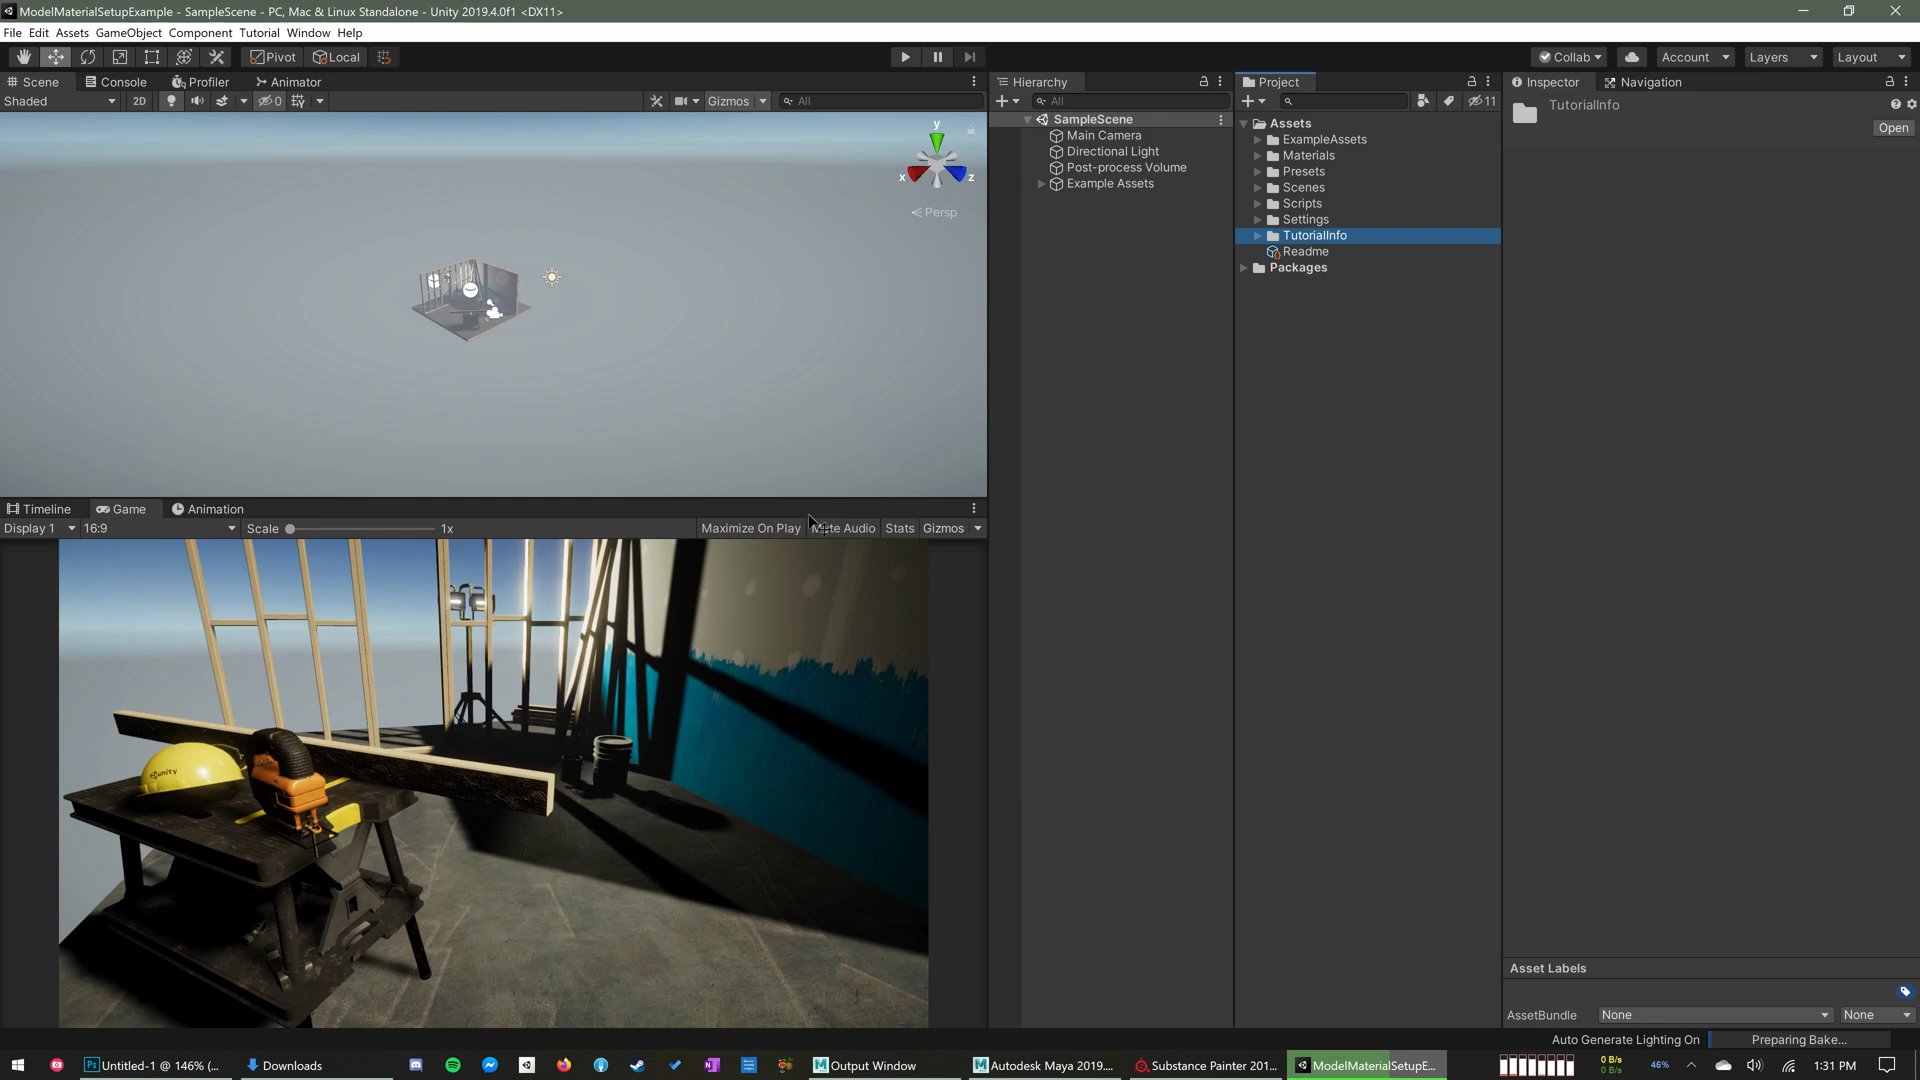 ModelMaterialSetupExample - SampleScene - PC, Mac & Linux Standalone - Unity 2019.4.0f1 <DX11>
File Edit Assets GameObject Component Tutorial Window Help
Pivot Local Collab Account Layers Layout
Scene Console Profiler Animator
Shaded 2D 0 Gizmos All
y
x z
Persp
Timeline Game Animation
Display 1 16:9 Scale 1x Maximize On Play Mute Audio Stats Gizmos
unity
Hierarchy
All
SampleScene
Main Camera
Directional Light
Post-process Volume
Example Assets
Project
11
Assets
ExampleAssets
Materials
Presets
Scenes
Scripts
Settings
TutorialInfo
Readme
Packages
Inspector Navigation
TutorialInfo
Open
Asset Labels
AssetBundle None None
Auto Generate Lighting On Preparing Bake...
Untitled-1 @ 146% (... Downloads Output Window Autodesk Maya 2019.... Substance Painter 201... ModelMaterialSetupE...
0 B/s
0 B/s
46% 1:31 PM